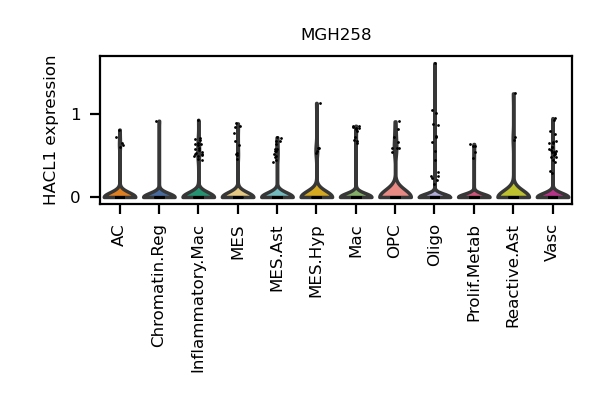 MGH258
HACL1 expression
1
0
AC
Chromatin.Reg
Inflammatory.Mac
MES
MES.Ast
MES.Hyp
Mac
OPC
Oligo
Prolif.Metab
Reactive.Ast
Vasc